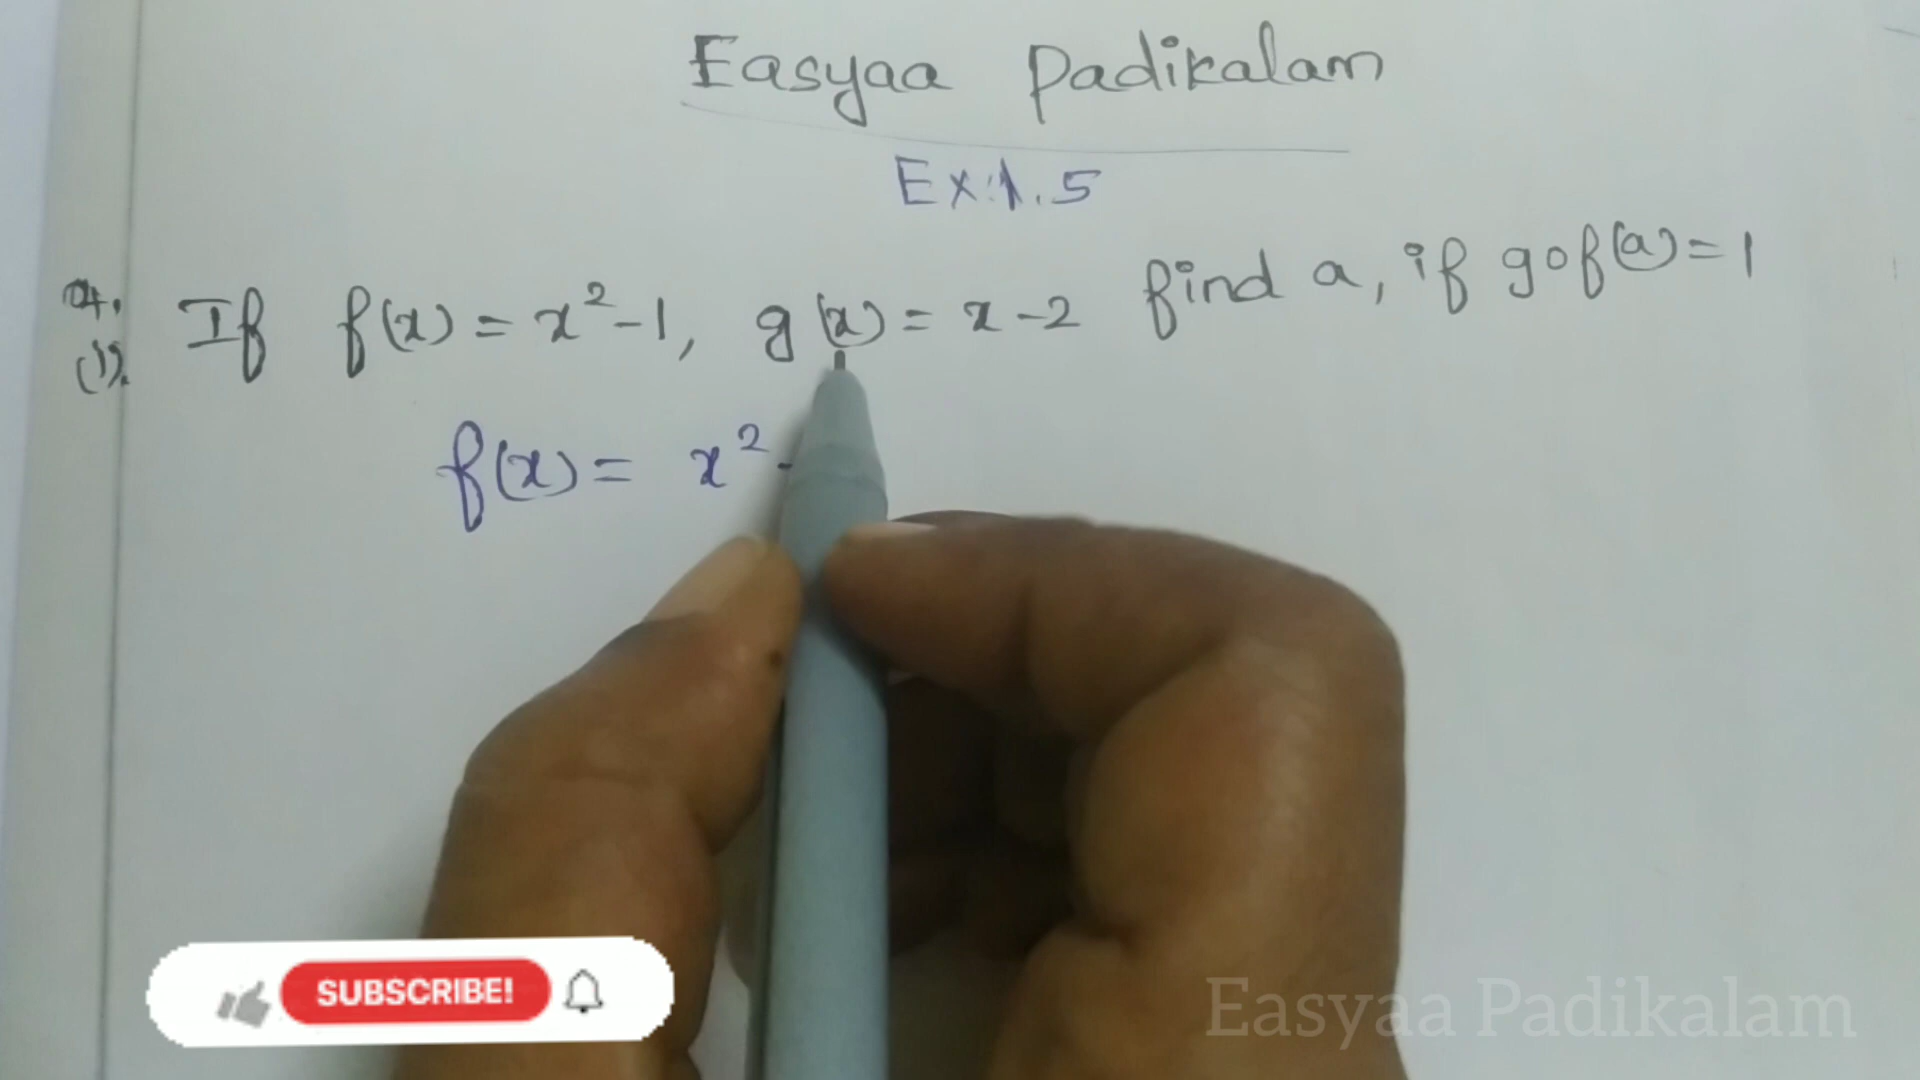 Easyaa Padikalam
Ex:1.5
4. If f(x) = x² - 1, g(x) = x - 2 find a, if gof(a) = 1
(i).
f(x) = x² -
SUBSCRIBE!
Easyaa Padikalam